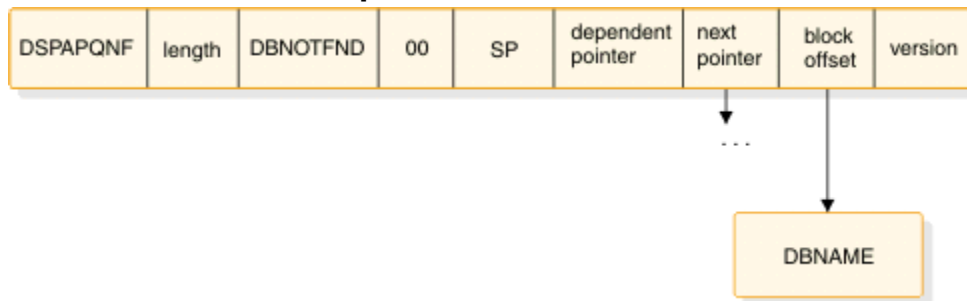 DSPAPQNF length DBNOTFND 00 SP dependent pointer next pointer block offset version
...
DBNAME